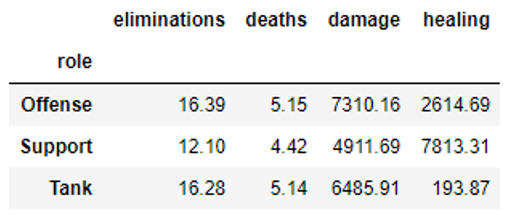 eliminations deaths damage healing
role
Offense 16.39 5.15 7310.16 2614.69
Support 12.10 4.42 4911.69 7813.31
Tank 16.28 5.14 6485.91 193.87